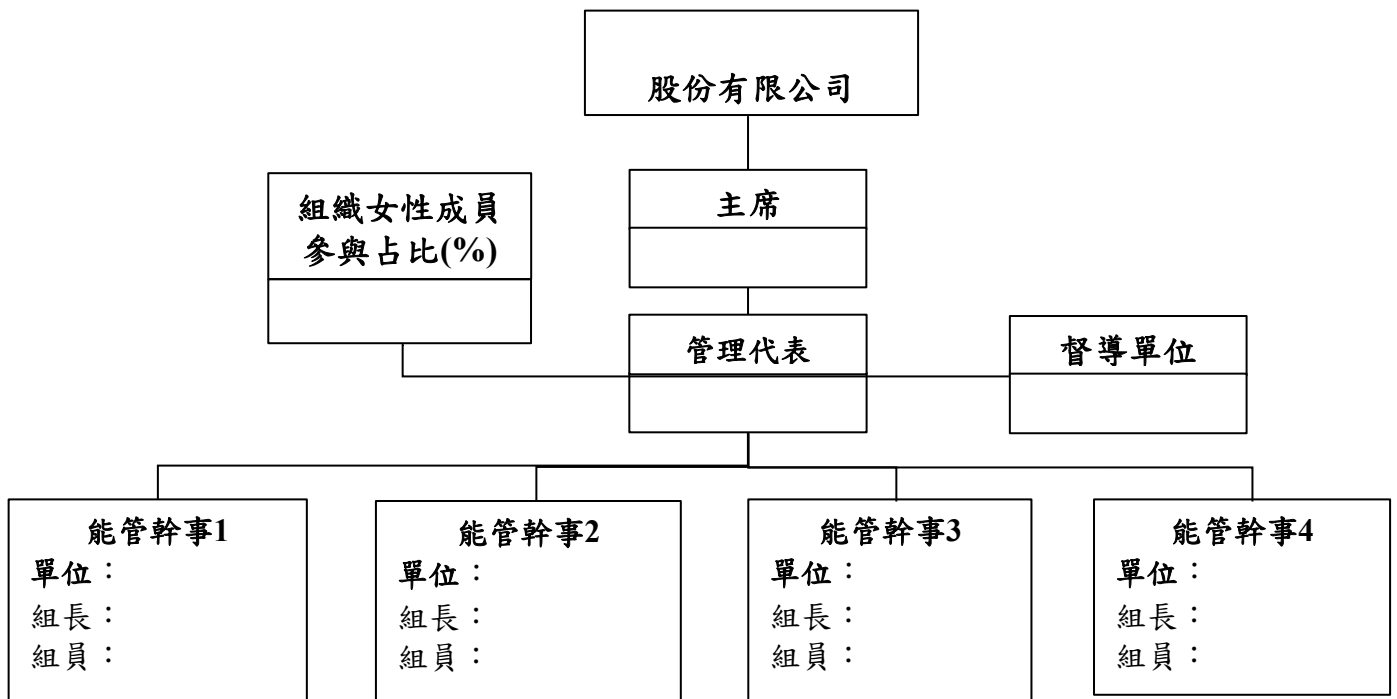 股份有限公司
主席
組織女性成員
參與占比(%)
管理代表
督導單位
能管幹事1
單位：
組長：
組員：
能管幹事2
單位：
組長：
組員：
能管幹事3
單位：
組長：
組員：
能管幹事4
單位：
組長：
組員：